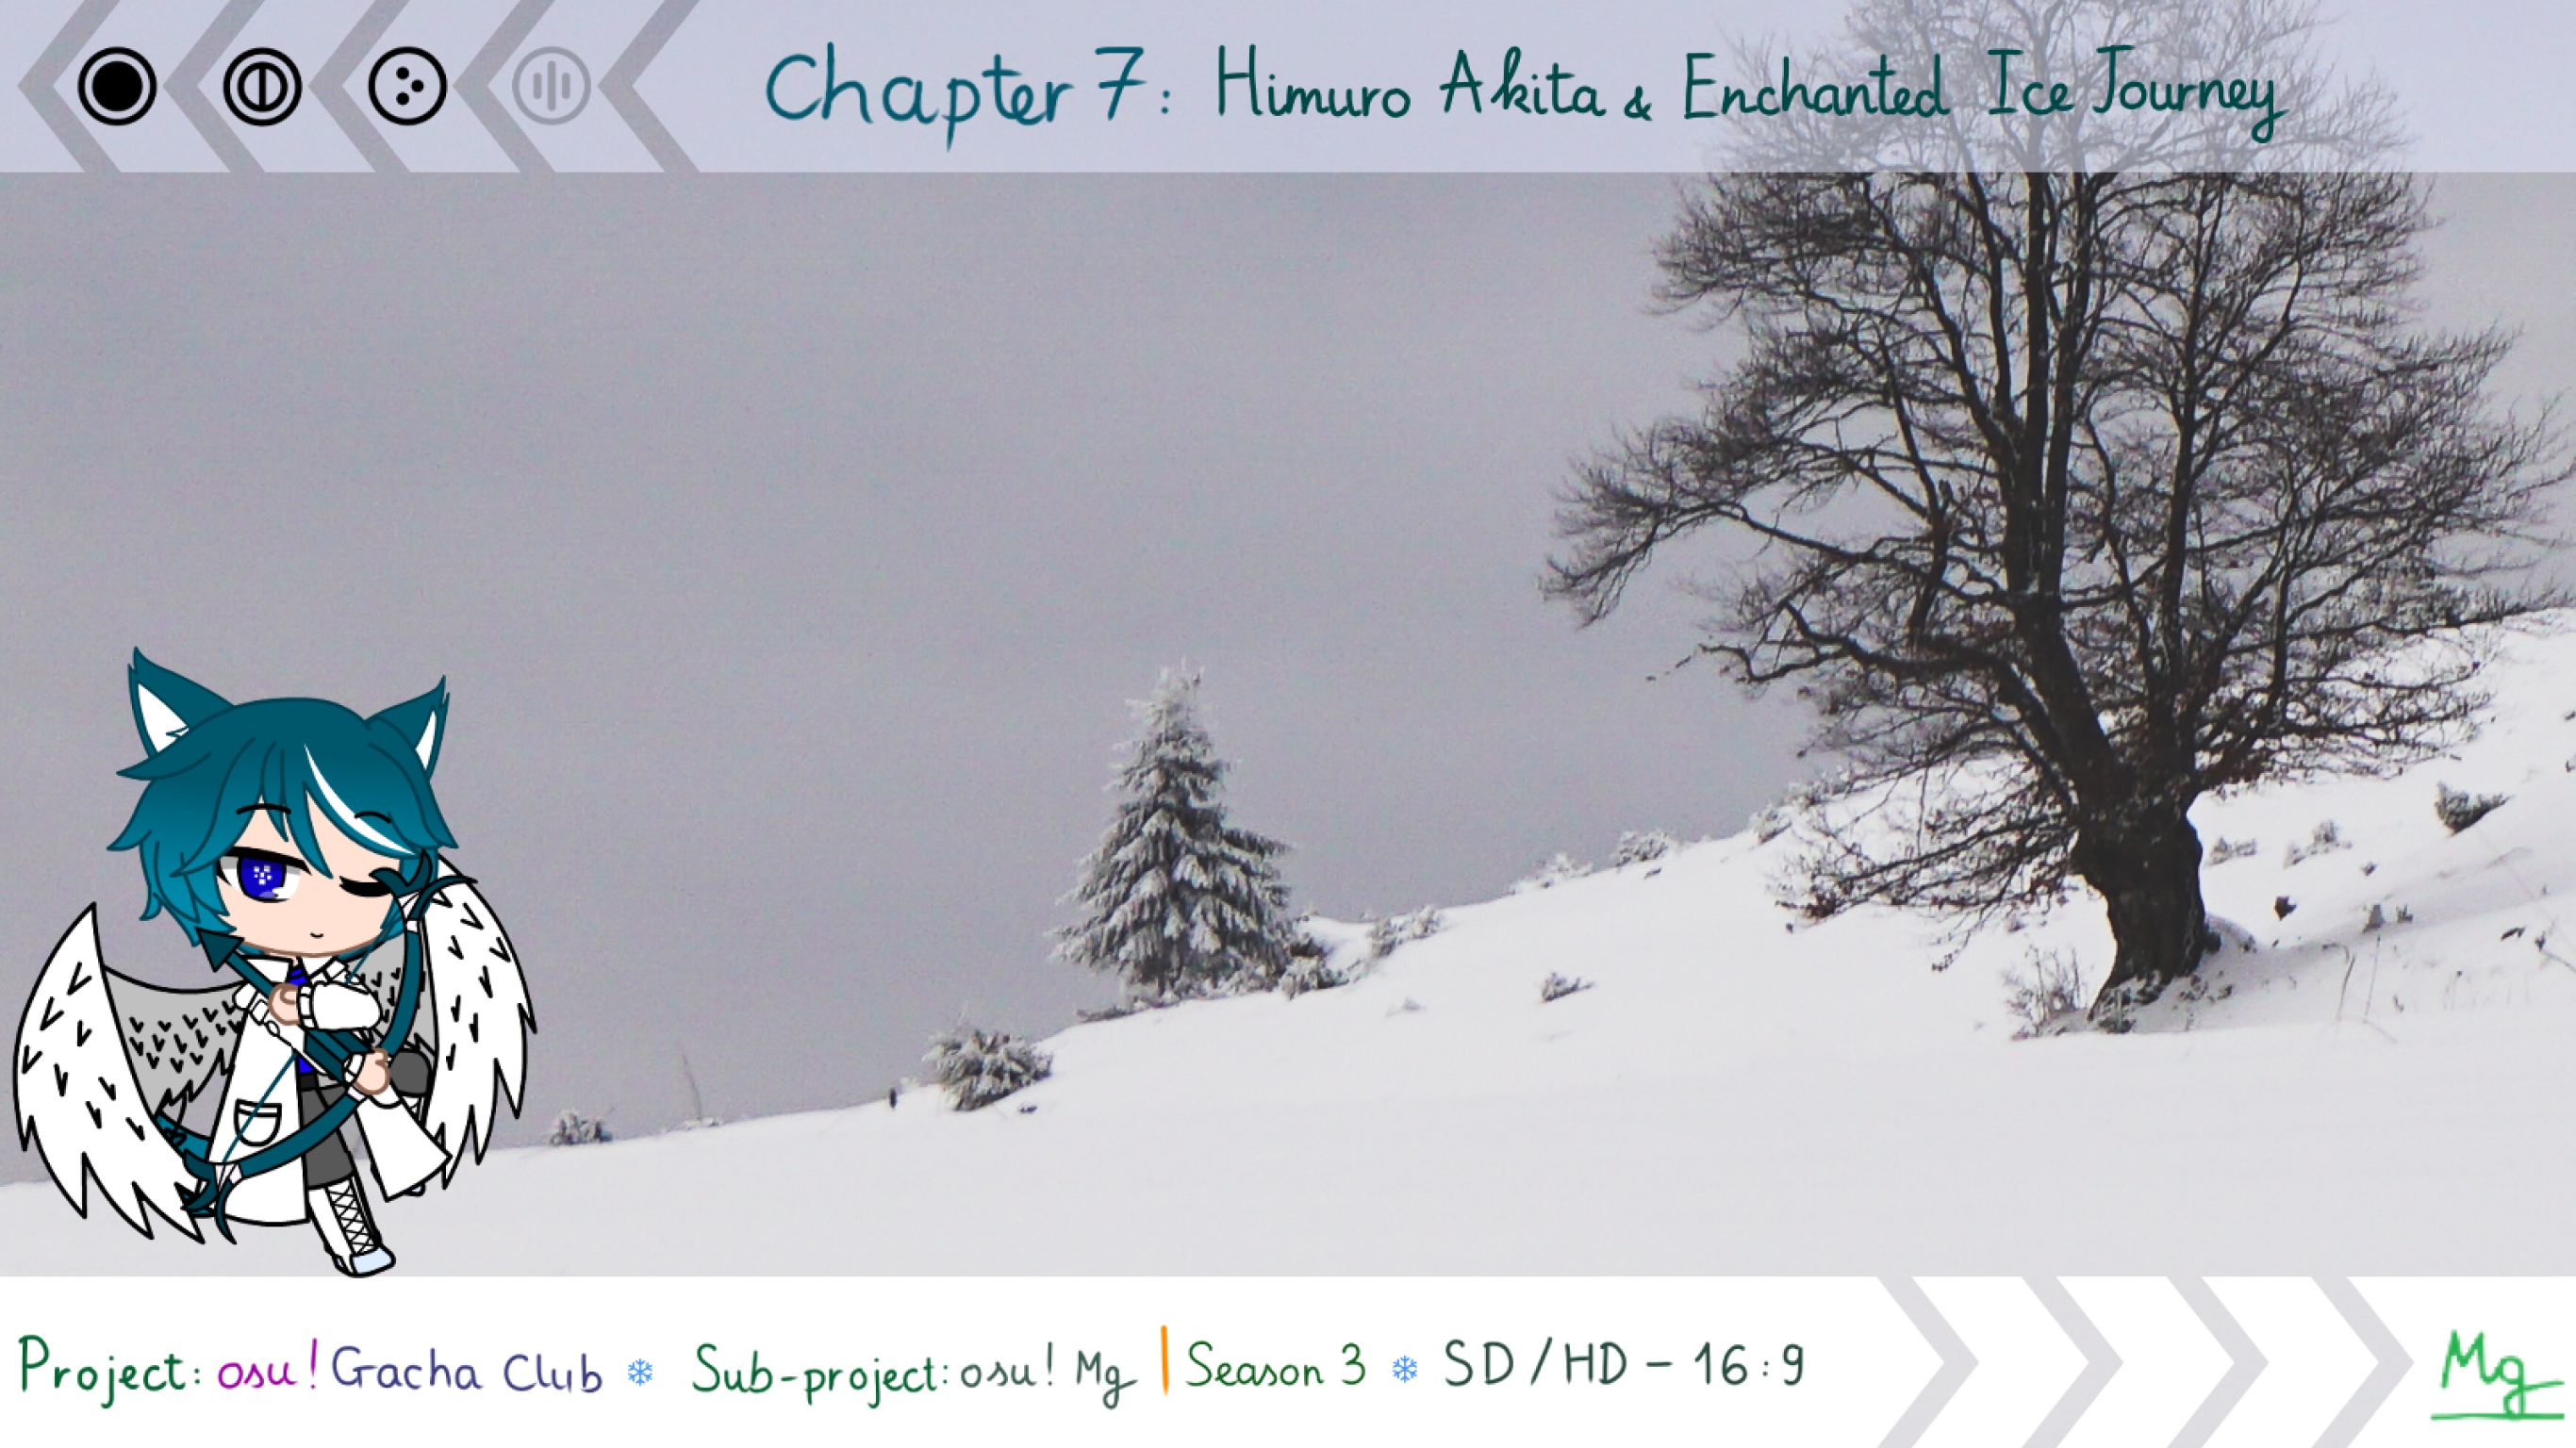 Chapter 7: Himuro Akita & Enchanted Ice Journey
Project: osu! Gacha Club ❄ Sub-project: osu! Mg | Season 3 ❄ SD/HD - 16:9
Mg